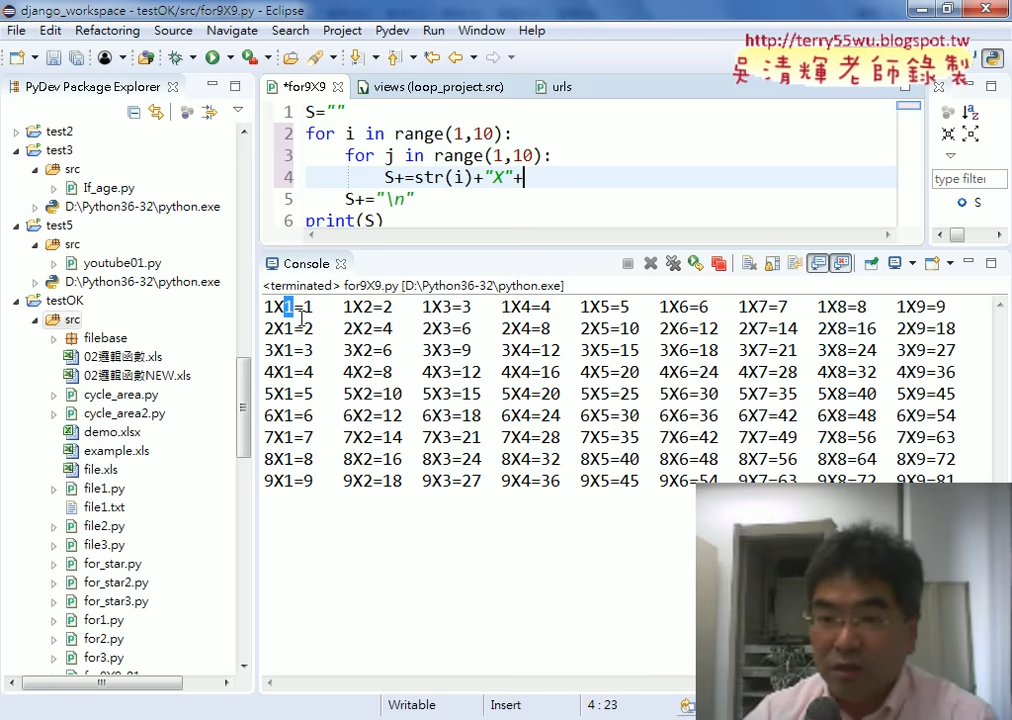 django_workspace - testOK/src/for9X9.py - Eclipse
File Edit Refactoring Source Navigate Search Project Pydev Run Window Help
http://terry55wu.blogspot.tw
吳清輝老師錄製
PyDev Package Explorer
test2
test3
src
If_age.py
D:\Python36-32\python.exe
test5
src
youtube01.py
D:\Python36-32\python.exe
testOK
src
filebase
02邏輯函數.xls
02邏輯函數NEW.xls
cycle_area.py
cycle_area2.py
demo.xlsx
example.xls
file.xls
file1.py
file1.txt
file2.py
file3.py
for_star.py
for_star2.py
for_star3.py
for1.py
for2.py
for3.py
*for9X9 views (loop_project.src) urls
1 S=""
2 for i in range(1,10):
3 for j in range(1,10):
4 S+=str(i)+"X"+
5 S+="\n"
6 print(S)
type filte
S
Console
<terminated> for9X9.py [D:\Python36-32\python.exe]
1X1=1 1X2=2 1X3=3 1X4=4 1X5=5 1X6=6 1X7=7 1X8=8 1X9=9
2X1=2 2X2=4 2X3=6 2X4=8 2X5=10 2X6=12 2X7=14 2X8=16 2X9=18
3X1=3 3X2=6 3X3=9 3X4=12 3X5=15 3X6=18 3X7=21 3X8=24 3X9=27
4X1=4 4X2=8 4X3=12 4X4=16 4X5=20 4X6=24 4X7=28 4X8=32 4X9=36
5X1=5 5X2=10 5X3=15 5X4=20 5X5=25 5X6=30 5X7=35 5X8=40 5X9=45
6X1=6 6X2=12 6X3=18 6X4=24 6X5=30 6X6=36 6X7=42 6X8=48 6X9=54
7X1=7 7X2=14 7X3=21 7X4=28 7X5=35 7X6=42 7X7=49 7X8=56 7X9=63
8X1=8 8X2=16 8X3=24 8X4=32 8X5=40 8X6=48 8X7=56 8X8=64 8X9=72
9X1=9 9X2=18 9X3=27 9X4=36 9X5=45 9X6=54 9X7=63 9X8=72 9X9=81
Writable Insert 4 : 23